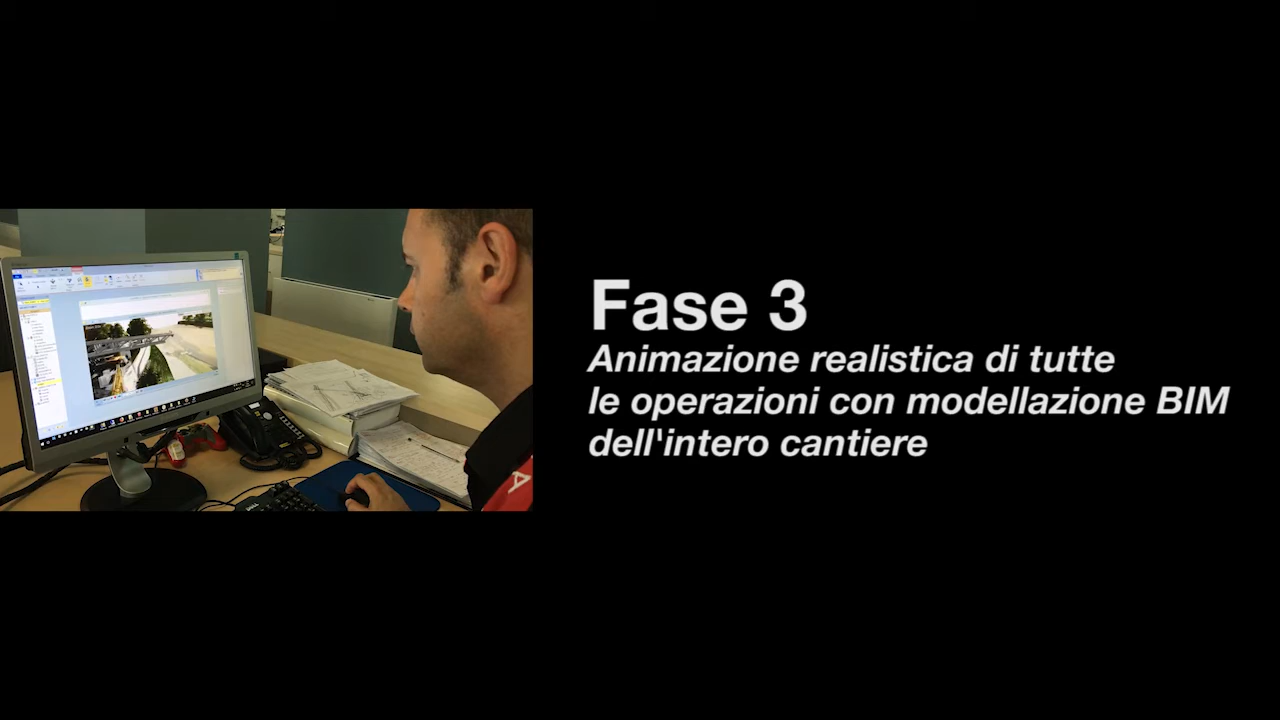 Fase 3
Animazione realistica di tutte
le operazioni con modellazione BIM
dell'intero cantiere